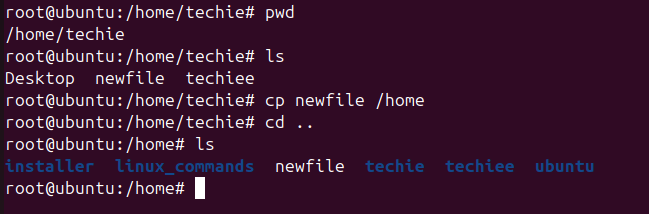 root@ubuntu:/home/techie# pwd
/home/techie
root@ubuntu:/home/techie# ls
Desktop  newfile  techiee
root@ubuntu:/home/techie# cp newfile /home
root@ubuntu:/home/techie# cd ..
root@ubuntu:/home# ls
installer  linux_commands  newfile  techie  techiee  ubuntu
root@ubuntu:/home#